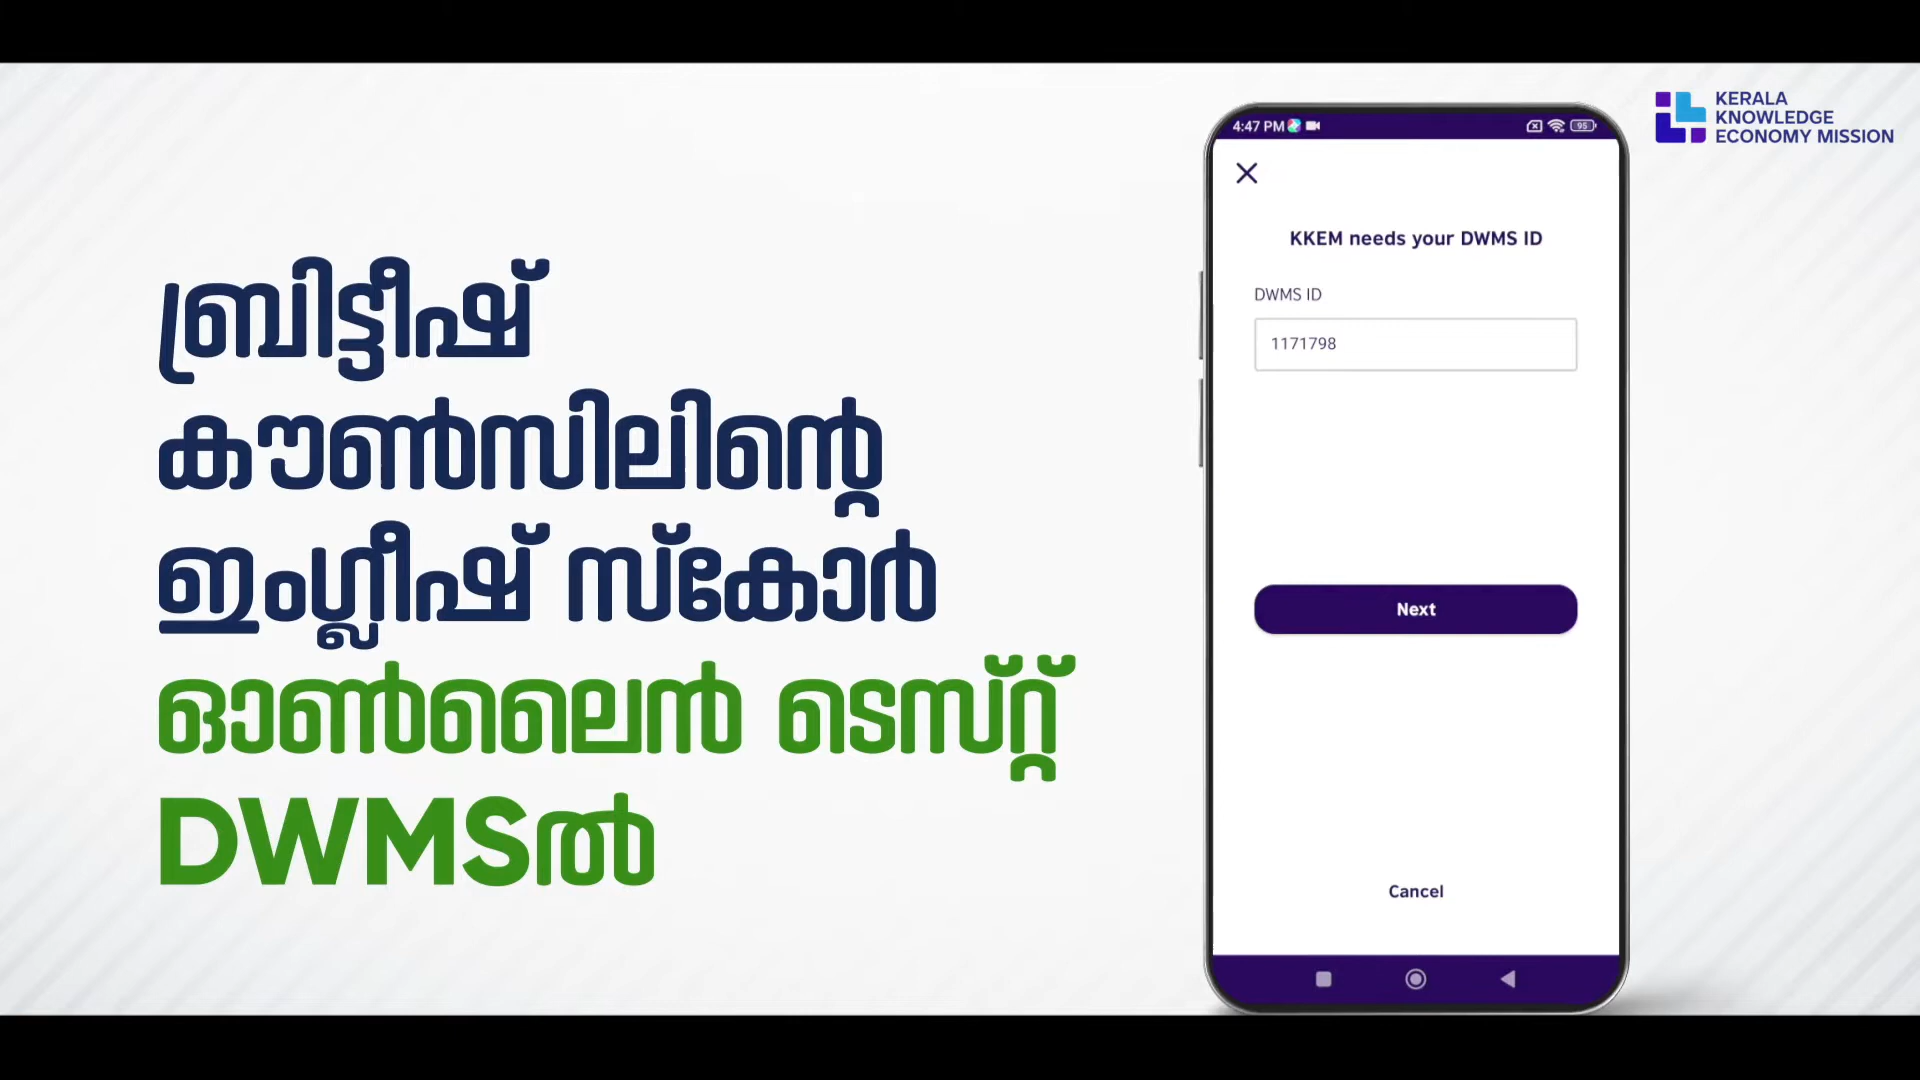 ബ്രിട്ടീഷ്
കൗൺസിലിന്റെ
ഇംഗ്ലീഷ് സ്കോർ
ഓൺലൈൻ ടെസ്റ്റ്
DWMSൽ
4:47 PM
95
KKEM needs your DWMS ID
DWMS ID
1171798
Next
Cancel
KERALA
KNOWLEDGE
ECONOMY MISSION